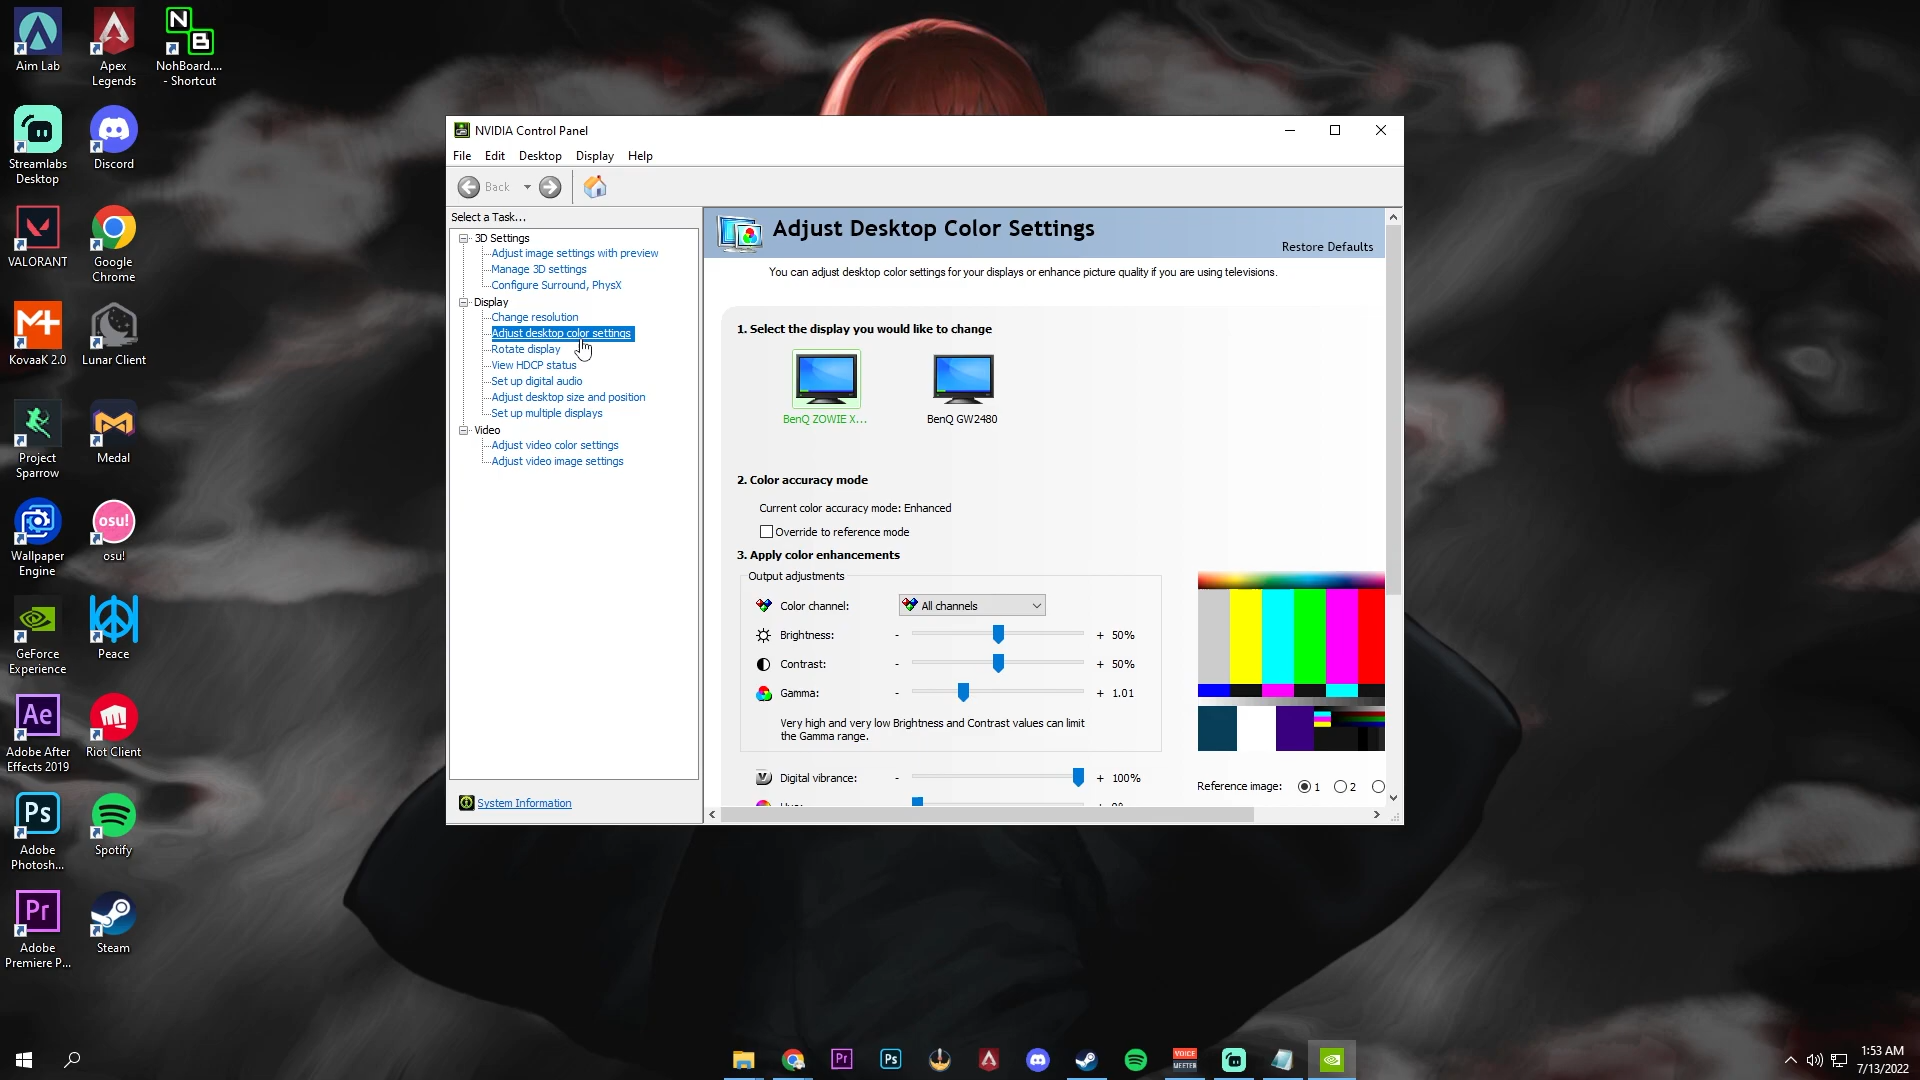 Aim Lab
Apex
Legends
N
B
NohBoard....
- Shortcut
Streamlabs
Desktop
Discord
VALORANT
Google
Chrome
KovaaK 2.0
Lunar Client
Project
Sparrow
Medal
Wallpaper
Engine
osu!
osu!
GeForce
Experience
Peace
Ae
Adobe After
Effects 2019
Riot Client
Ps
Adobe
Photosh...
Spotify
Pr
Adobe
Premiere P...
Steam
NVIDIA Control Panel
File Edit Desktop Display Help
Back
Select a Task...
3D Settings
Adjust image settings with preview
Manage 3D settings
Configure Surround, PhysX
Display
Change resolution
Adjust desktop color settings
Rotate display
View HDCP status
Set up digital audio
Adjust desktop size and position
Set up multiple displays
Video
Adjust video color settings
Adjust video image settings
System Information
Adjust Desktop Color Settings
Restore Defaults
You can adjust desktop color settings for your displays or enhance picture quality if you are using televisions.
1. Select the display you would like to change
BenQ ZOWIE X...
BenQ GW2480
2. Color accuracy mode
Current color accuracy mode: Enhanced
Override to reference mode
3. Apply color enhancements
Output adjustments
Color channel: All channels
Brightness: - + 50%
Contrast: - + 50%
Gamma: - + 1.01
Very high and very low Brightness and Contrast values can limit
the Gamma range.
Digital vibrance: - + 100%
Reference image: 1 2
Pr
Ps
VOICE
MEETER
1:53 AM
7/13/2022